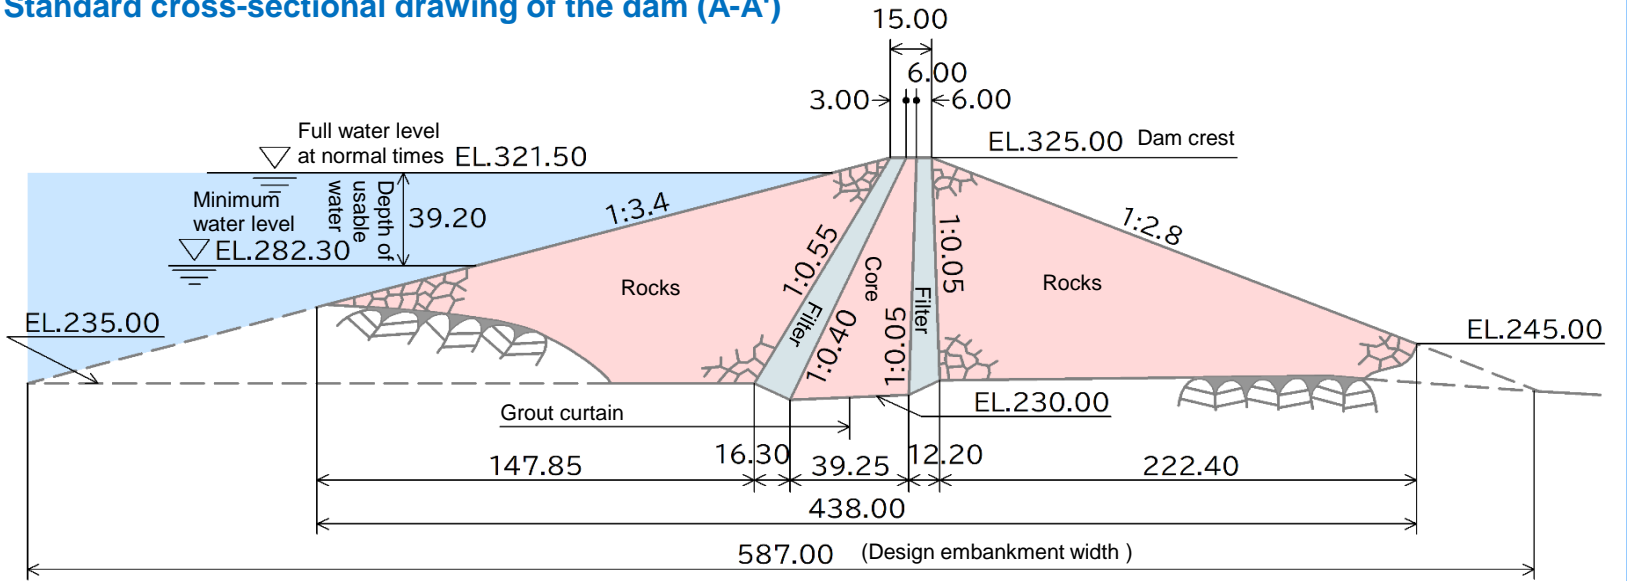 Standard cross-sectional drawing of the dam (A-A')
15.00
6.00
3.00
6.00
Full water level
at normal times
EL.321.50
EL.325.00
Dam crest
Minimum
water level
EL.282.30
Depth of
usable
water
39.20
1:3.4
1:2.8
1:0.55
Filter
1:0.40
Core
1:0.05
Filter
1:0.05
Rocks
Rocks
EL.235.00
EL.245.00
Grout curtain
EL.230.00
147.85
16.30
39.25
12.20
222.40
438.00
587.00
(Design embankment width )